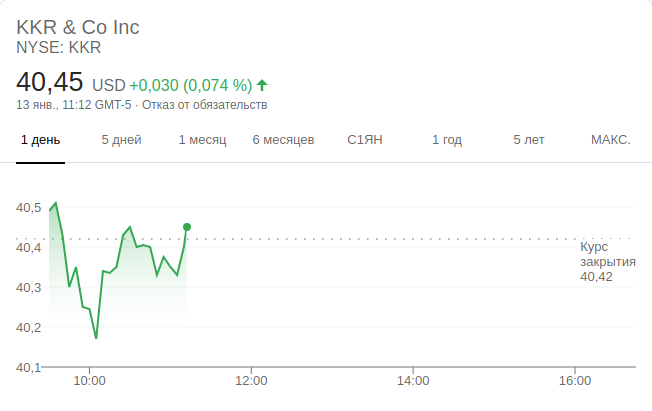 KKR & Co Inc
NYSE: KKR
40,45 USD +0,030 (0,074 %)
13 янв., 11:12 GMT-5 · Отказ от обязательств
1 день 5 дней 1 месяц 6 месяцев С1ЯН 1 год 5 лет МАКС.
40,5
40,4
40,3
40,2
40,1
Курс
закрытия
40,42
10:00 12:00 14:00 16:00